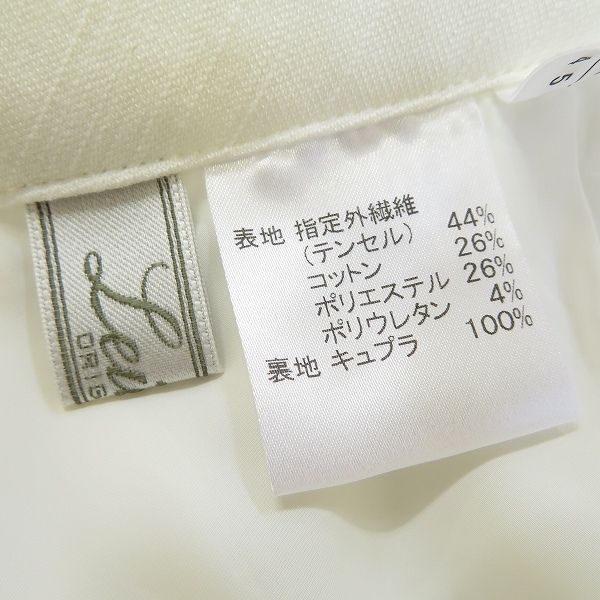 表地 指定外繊維 44%
(テンセル)
コットン 26%
ポリエステル 26%
ポリウレタン 4%
裏地 キュプラ 100%